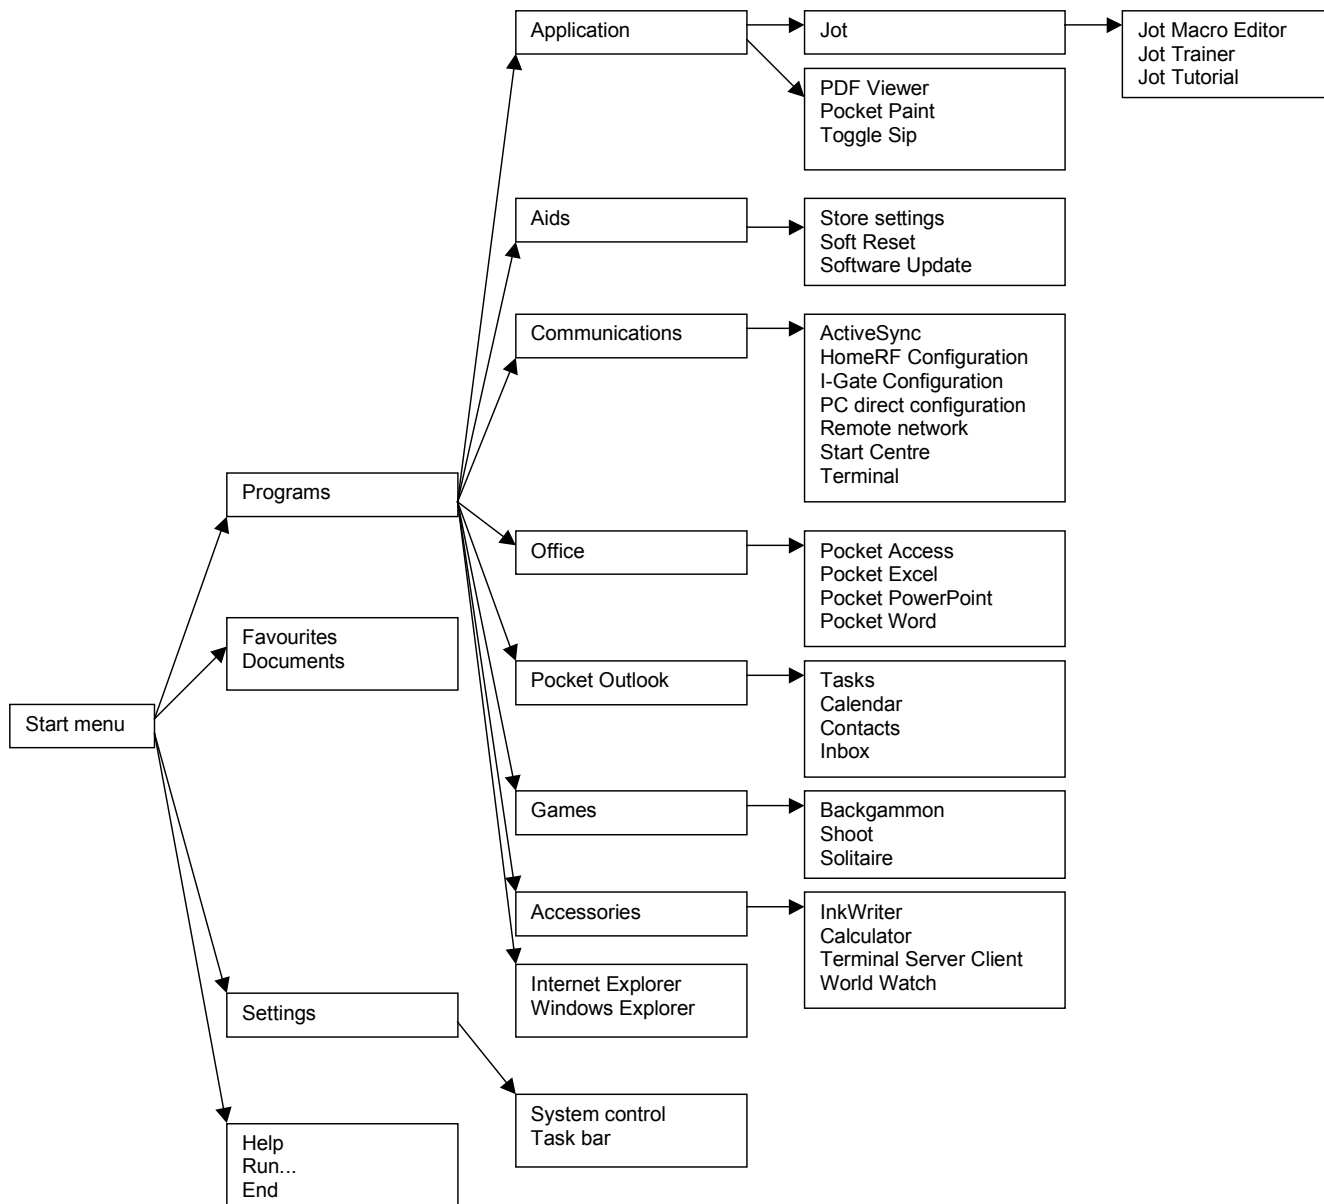 Application
Jot
Jot Macro Editor
Jot Trainer
Jot Tutorial
PDF Viewer
Pocket Paint
Toggle Sip
Aids
Store settings
Soft Reset
Software Update
Communications
ActiveSync
HomeRF Configuration
I-Gate Configuration
PC direct configuration
Remote network
Start Centre
Terminal
Programs
Office
Pocket Access
Pocket Excel
Pocket PowerPoint
Pocket Word
Favourites
Documents
Pocket Outlook
Tasks
Calendar
Contacts
Inbox
Start menu
Games
Backgammon
Shoot
Solitaire
Accessories
InkWriter
Calculator
Terminal Server Client
World Watch
Internet Explorer
Windows Explorer
Settings
System control
Task bar
Help
Run...
End